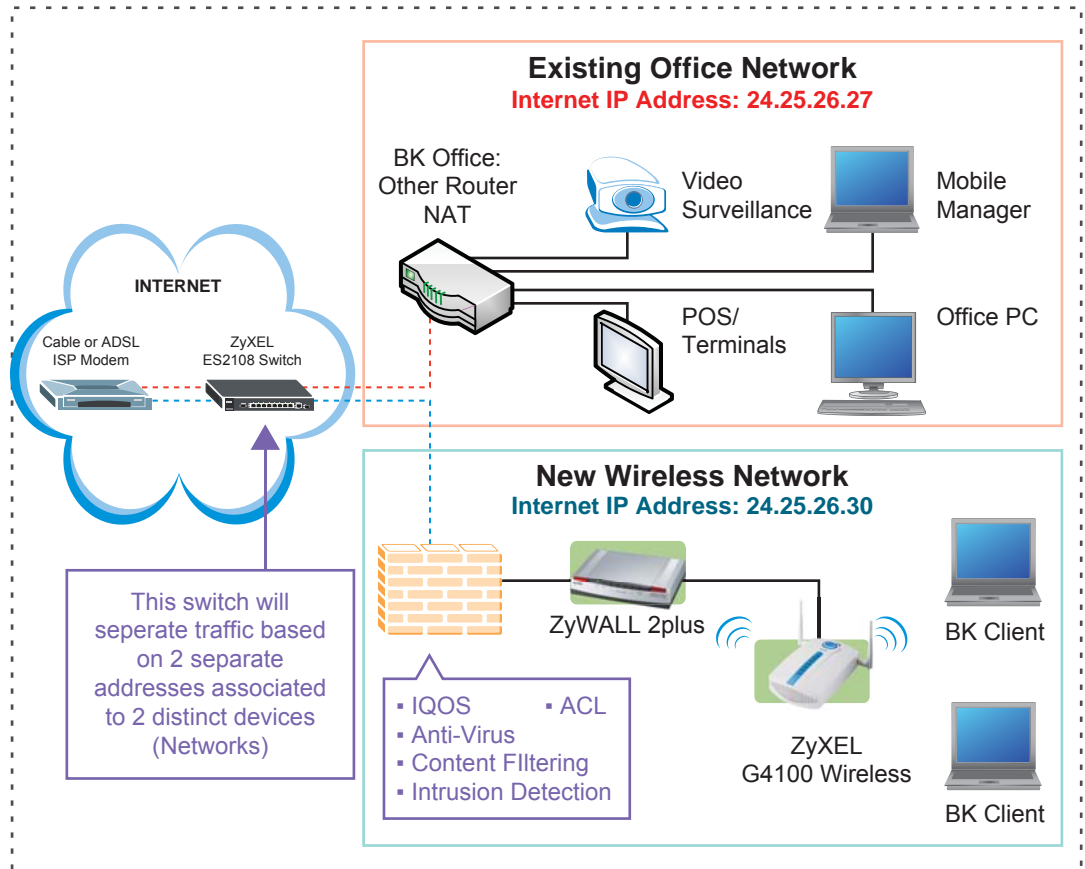 Existing Office Network
Internet IP Address: 24.25.26.27
BK Office:
Other Router
NAT
Video
Surveillance
Mobile
Manager
POS/
Terminals
Office PC
INTERNET
Cable or ADSL
ISP Modem
ZyXEL
ES2108 Switch
This switch will
seperate traffic based
on 2 separate
addresses associated
to 2 distinct devices
(Networks)
New Wireless Network
Internet IP Address: 24.25.26.30
ZyWALL 2plus
ZyXEL
G4100 Wireless
BK Client
BK Client
▪ IQOS ▪ ACL
▪ Anti-Virus
▪ Content FIltering
▪ Intrusion Detection